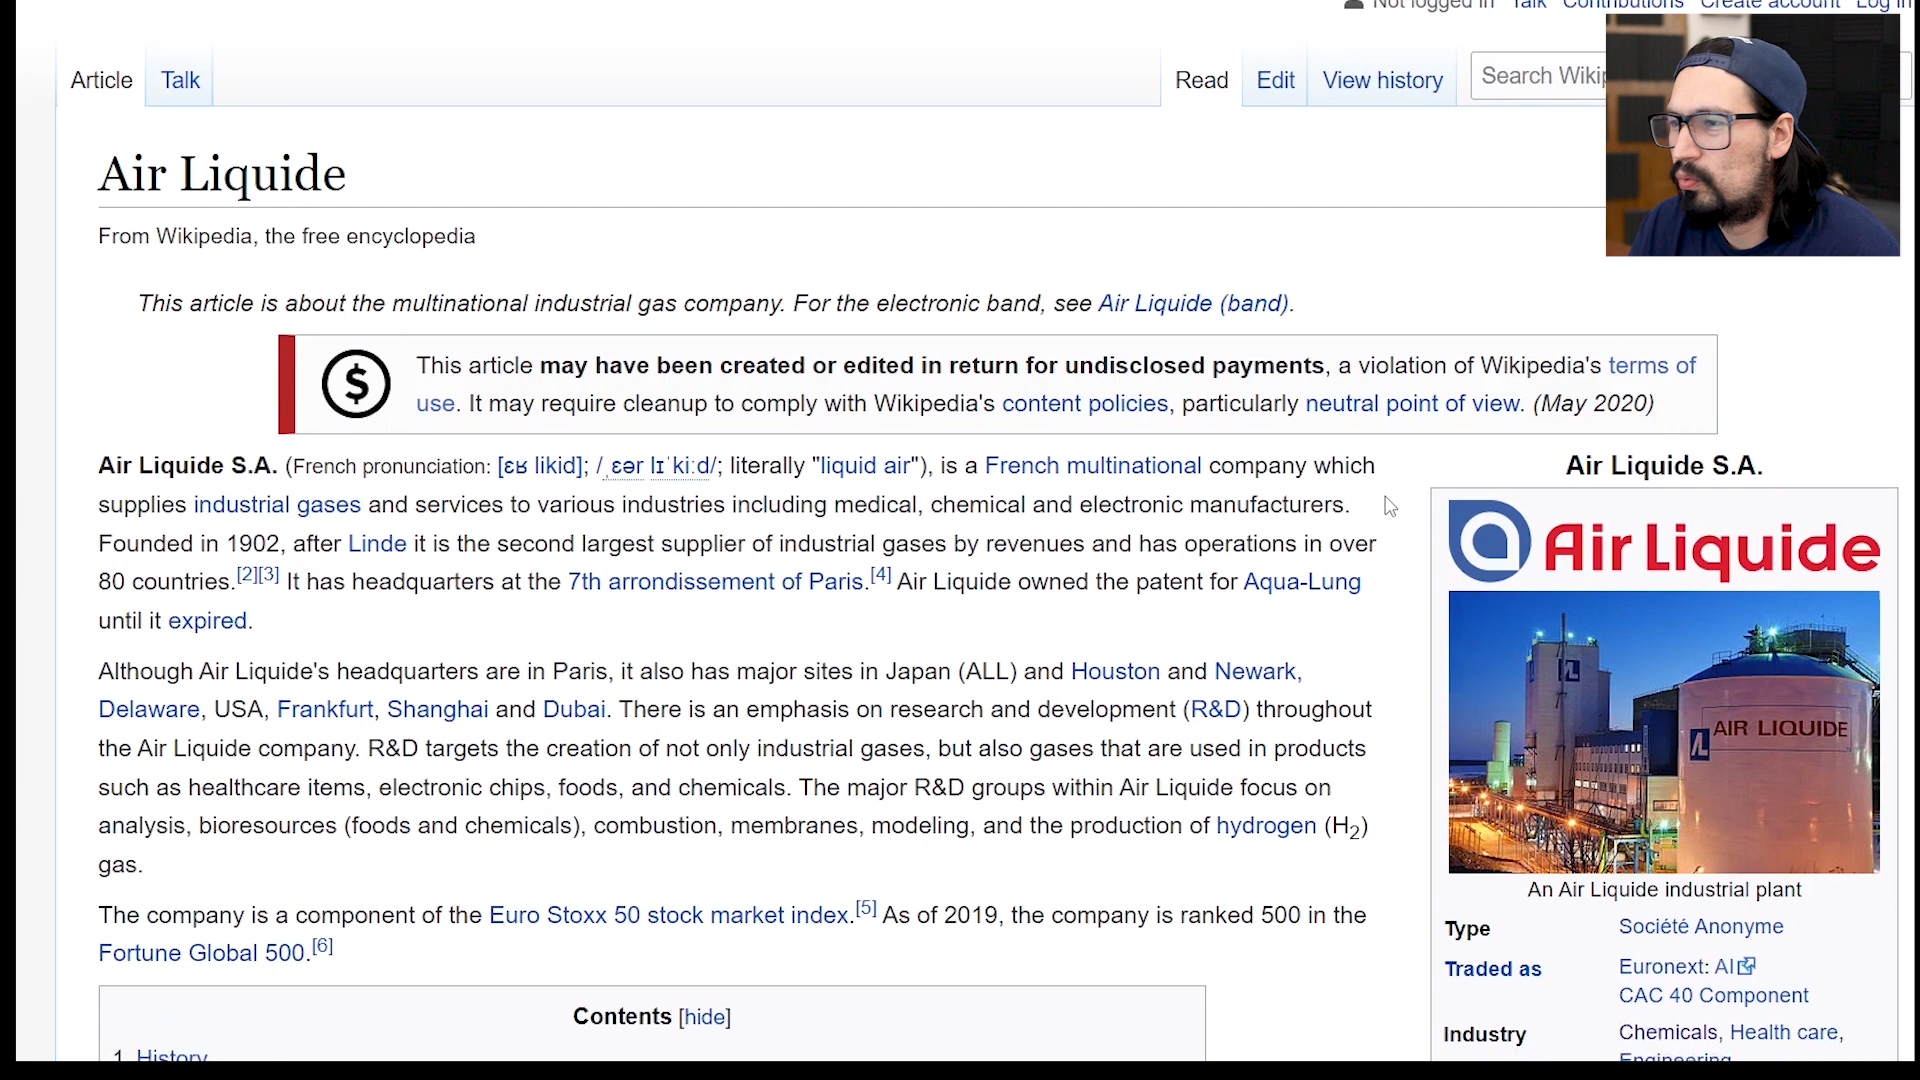 Not logged in Talk Contributions Create account Log in
Article Talk Read Edit View history Search Wikip
Air Liquide
From Wikipedia, the free encyclopedia
This article is about the multinational industrial gas company. For the electronic band, see Air Liquide (band).
$ This article may have been created or edited in return for undisclosed payments, a violation of Wikipedia's terms of
use. It may require cleanup to comply with Wikipedia's content policies, particularly neutral point of view. (May 2020)
Air Liquide S.A. (French pronunciation: [ɛʁ likid]; /ˌɛər lɪˈkiːd/; literally "liquid air"), is a French multinational company which
supplies industrial gases and services to various industries including medical, chemical and electronic manufacturers.
Founded in 1902, after Linde it is the second largest supplier of industrial gases by revenues and has operations in over
80 countries.[2][3] It has headquarters at the 7th arrondissement of Paris.[4] Air Liquide owned the patent for Aqua-Lung
until it expired.
Although Air Liquide's headquarters are in Paris, it also has major sites in Japan (ALL) and Houston and Newark,
Delaware, USA, Frankfurt, Shanghai and Dubai. There is an emphasis on research and development (R&D) throughout
the Air Liquide company. R&D targets the creation of not only industrial gases, but also gases that are used in products
such as healthcare items, electronic chips, foods, and chemicals. The major R&D groups within Air Liquide focus on
analysis, bioresources (foods and chemicals), combustion, membranes, modeling, and the production of hydrogen (H2)
gas.
The company is a component of the Euro Stoxx 50 stock market index.[5] As of 2019, the company is ranked 500 in the
Fortune Global 500.[6]
Contents [hide]
1 History
Air Liquide S.A.
Air Liquide
AIR LIQUIDE
An Air Liquide industrial plant
Type Société Anonyme
Traded as Euronext: AI
CAC 40 Component
Industry Chemicals, Health care,
Engineering